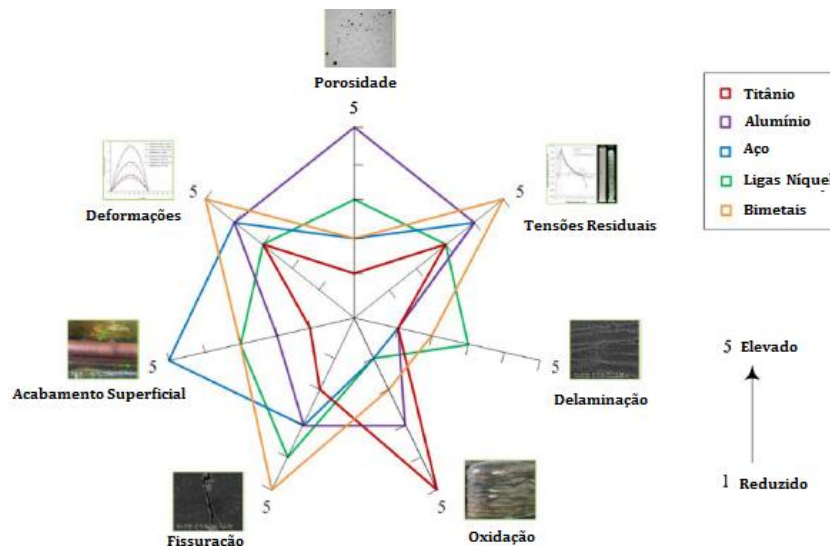 Porosidade
5
Titânio
Alumínio
Aço
Ligas Níquel
Bimetais
5
Deformações
5
Tensões Residuais
5
Acabamento Superficial
5
Delaminação
5 Elevado
1 Reduzido
5
Fissuração
5
Oxidação